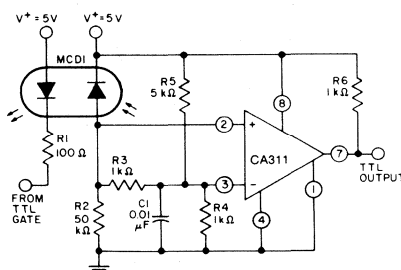 V⁺=5V
V⁺=5V
MCD1
R1
100 Ω
FROM
TTL
GATE
R2
50
kΩ
R3
1kΩ
C1
0.01
μF
R5
5 kΩ
R4
1kΩ
2
+
3
−
CA311
8
4
7
1
R6
1 kΩ
TTL
OUTPUT